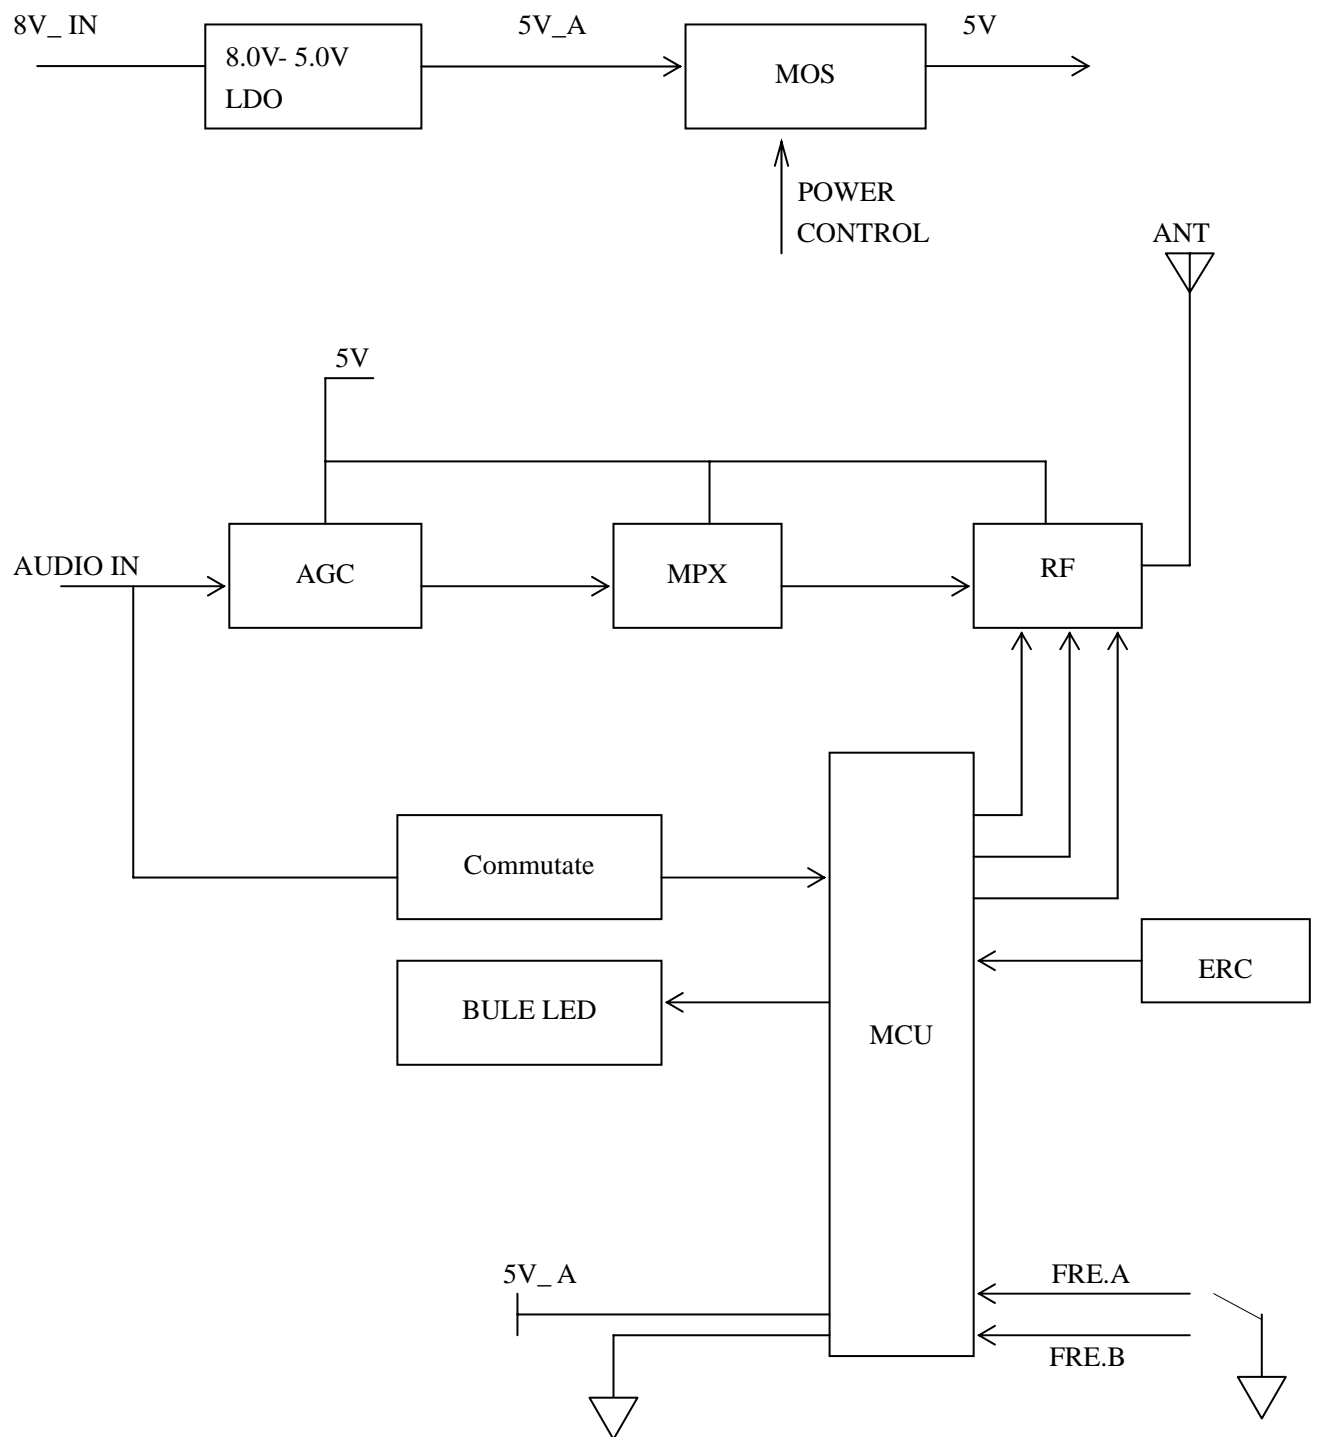 8V_ IN
8.0V- 5.0V
LDO
5V_A
MOS
5V
POWER
CONTROL
ANT
5V
AUDIO IN
AGC
MPX
RF
Commutate
ERC
BULE LED
MCU
5V_ A
FRE.A
FRE.B